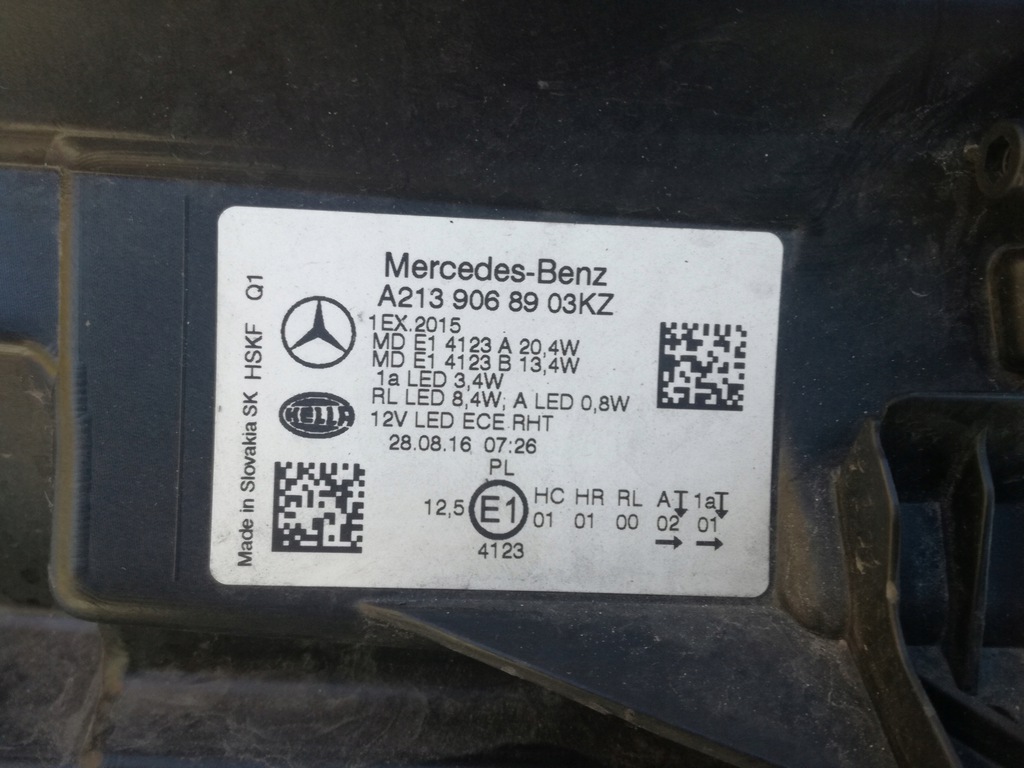 Mercedes-Benz
A213 906 89 03KZ
1EX.2015
MD E1 4123 A 20,4W
MD E1 4123 B 13,4W
1a LED 3,4W
RL LED 8,4W; A LED 0,8W
12V LED ECE RHT
28.08.16 07:26
PL
12,5 E1 HC HR RL A 1a
01 01 00 02 01
4123
HELLA
Made in Slovakia SK HSKF Q1